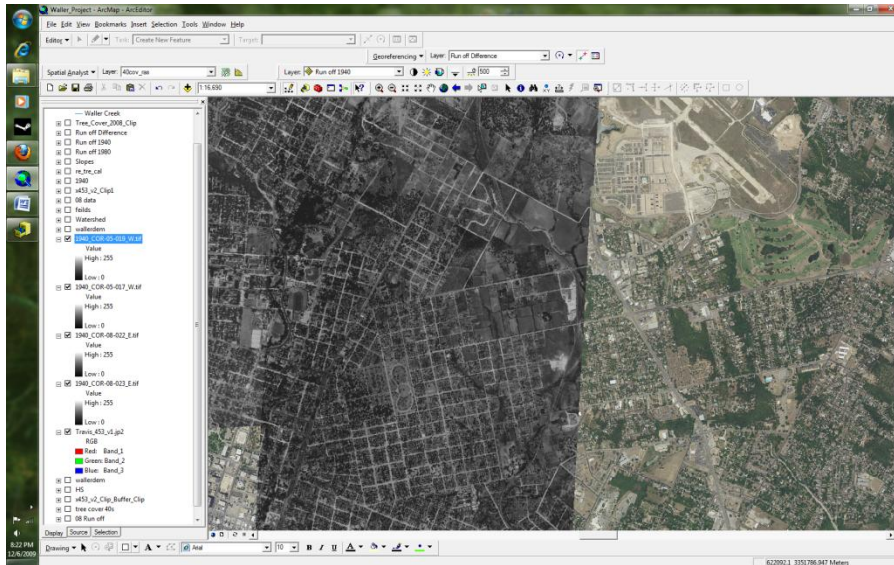 Waller_Project - ArcMap - ArcEditor
File Edit View Bookmarks Insert Selection Tools Window Help
Editor Task: Create New Feature Target:
Georeferencing Layer: Run off Difference
Spatial Analyst Layer: 40cov_rae Layer: Run off 1940 500
1:16,690
Waller Creek
Tree_Cover_2008_Clip
Run off Difference
Run off 1940
Run off 1980
Slopes
re_tre_cal
1940
x453_v2_Clip1
08 data
feilds
Watershed
wallerdem
1940_COR-05-019_W.tif
Value
High : 255
Low : 0
1940_COR-05-017_W.tif
Value
High : 255
Low : 0
1940_COR-08-022_E.tif
Value
High : 255
Low : 0
1940_COR-08-023_E.tif
Value
High : 255
Low : 0
Travis_453_v1.jp2
RGB
Red: Band_1
Green: Band_2
Blue: Band_3
wallerdem
HS
x453_v2_Clip_Buffer_Clip
tree cover 40s
08 Run off
Display Source Selection
Drawing A Arial 10 B I U A
8:22 PM
12/6/2009
622092.1 3351786.947 Meters